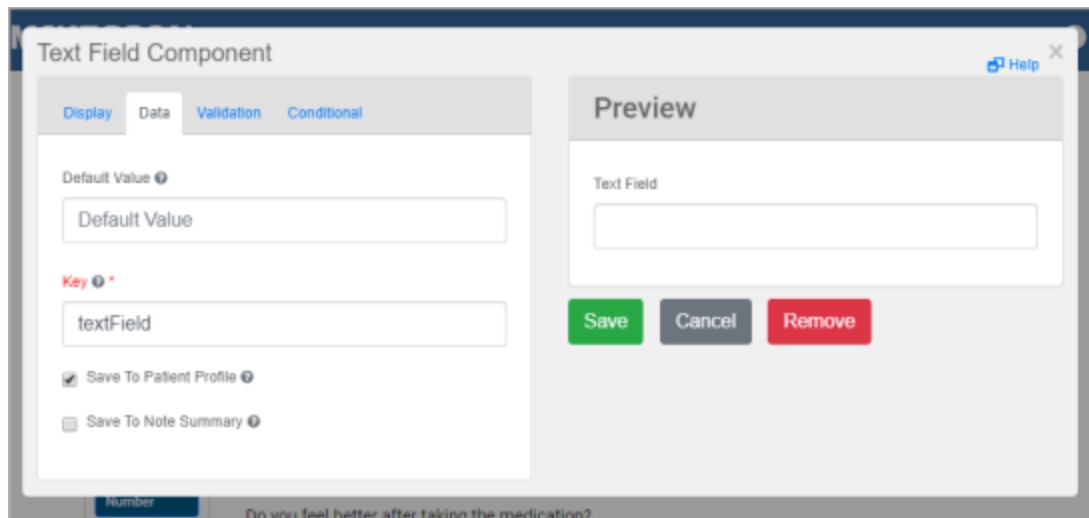 Text Field Component
Help
Display Data Validation Conditional
Default Value
Default Value
Key *
textField
Save To Patient Profile
Save To Note Summary
Preview
Text Field
Save Cancel Remove
Number
Do you feel better after taking the medication?